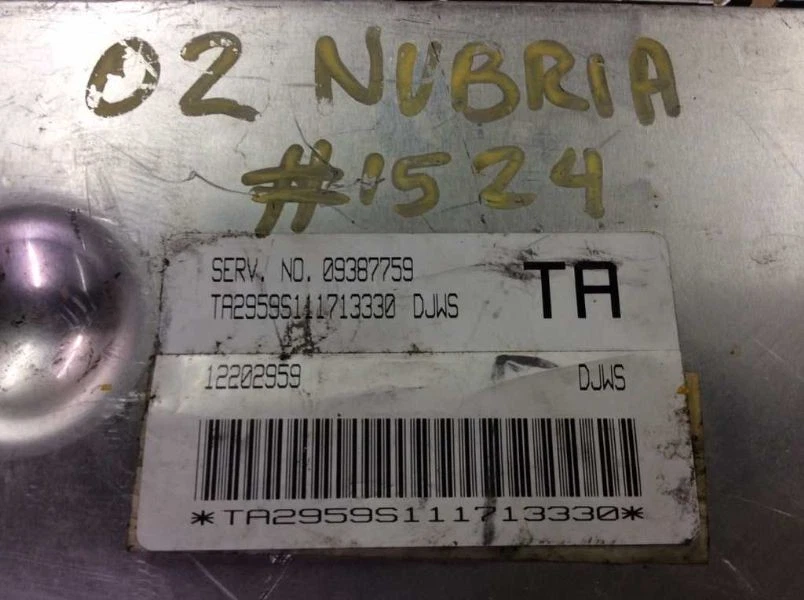 02 NUBRIA
#1524
SERV. NO. 09387759
TA2959S111713330 DJWS
TA
12202959 DJWS
*TA2959S111713330*